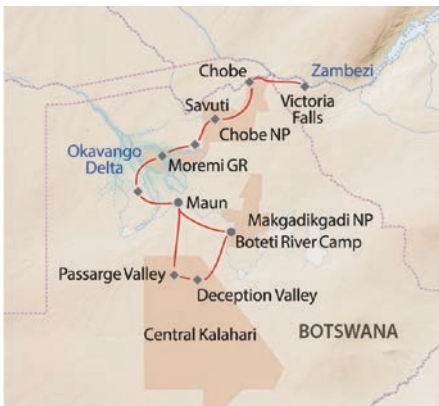 Chobe
Zambezi
Savuti
Victoria
Falls
Chobe NP
Okavango
Delta
Moremi GR
Maun
Makgadikgadi NP
Boteti River Camp
Passarge Valley
Deception Valley
Central Kalahari
BOTSWANA